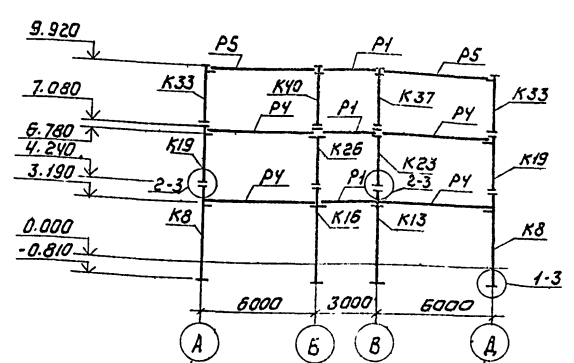 9.920
Р5
Р1
Р5
К33
К40
К37
К33
7.080
Р4
Р1
Р4
6.780
К26
4.240
К19
К23
К19
3.190
2-3
2-3
Р4
Р1
Р4
К8
К16
К13
К8
0.000
-0.810
1-3
6000
3000
6000
А
Б
В
Д